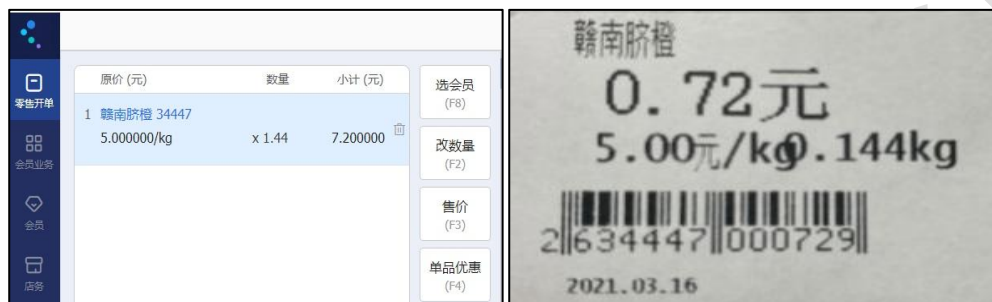 零售开单
会员业务
会员
店务
原价 (元) 数量 小计 (元)
1 赣南脐橙 34447
5.000000/kg x 1.44 7.200000
选会员
(F8)
改数量
(F2)
售价
(F3)
单品优惠
(F4)
赣南脐橙
0.72元
5.00元/kg0.144kg
2 634447 000729
2021.03.16